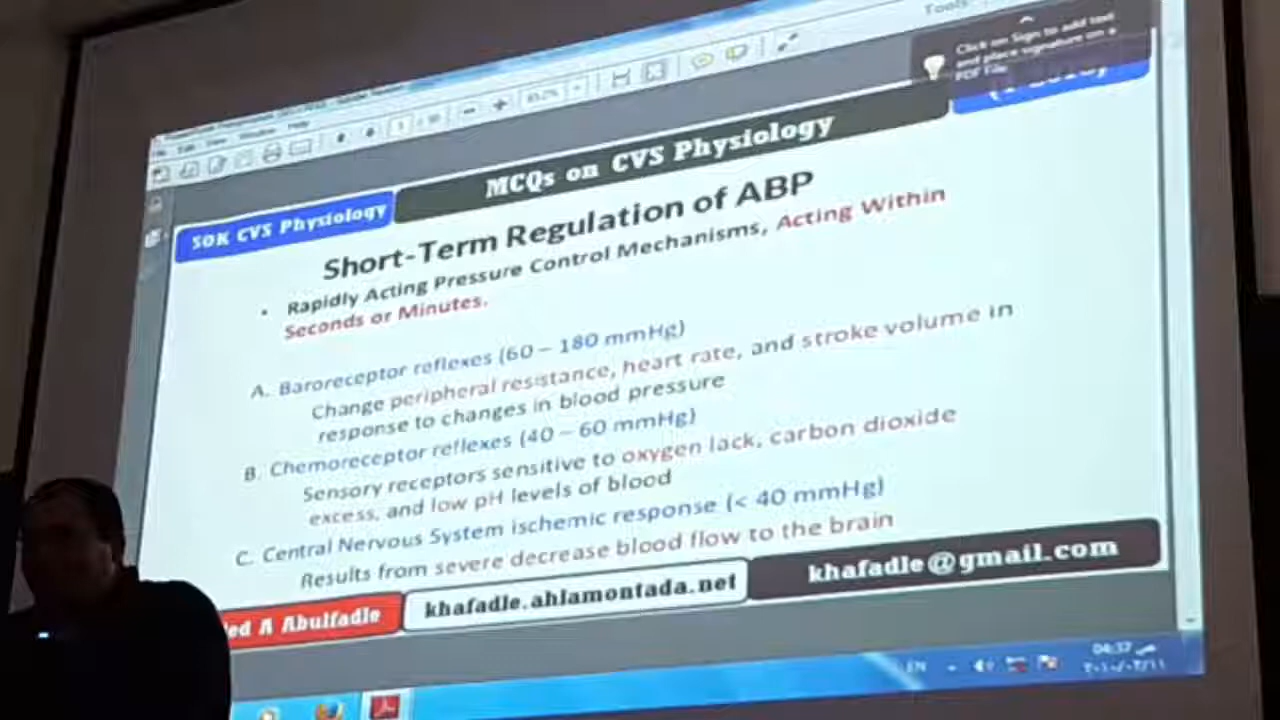 Tools
Click on Sign to add text
and place signature on a
PDF File.
SOK CVS Physiology
MCQs on CVS Physiology
Short-Term Regulation of ABP
• Rapidly Acting Pressure Control Mechanisms, Acting Within
Seconds or Minutes.
A. Baroreceptor reflexes (60 – 180 mmHg)
Change peripheral resistance, heart rate, and stroke volume in
response to changes in blood pressure
B. Chemoreceptor reflexes (40 – 60 mmHg)
Sensory receptors sensitive to oxygen lack, carbon dioxide
excess, and low pH levels of blood
C. Central Nervous System ischemic response (< 40 mmHg)
Results from severe decrease blood flow to the brain
led A Abulfadle
khafadle.ahlamontada.net
khafadle@gmail.com
EN
04:37